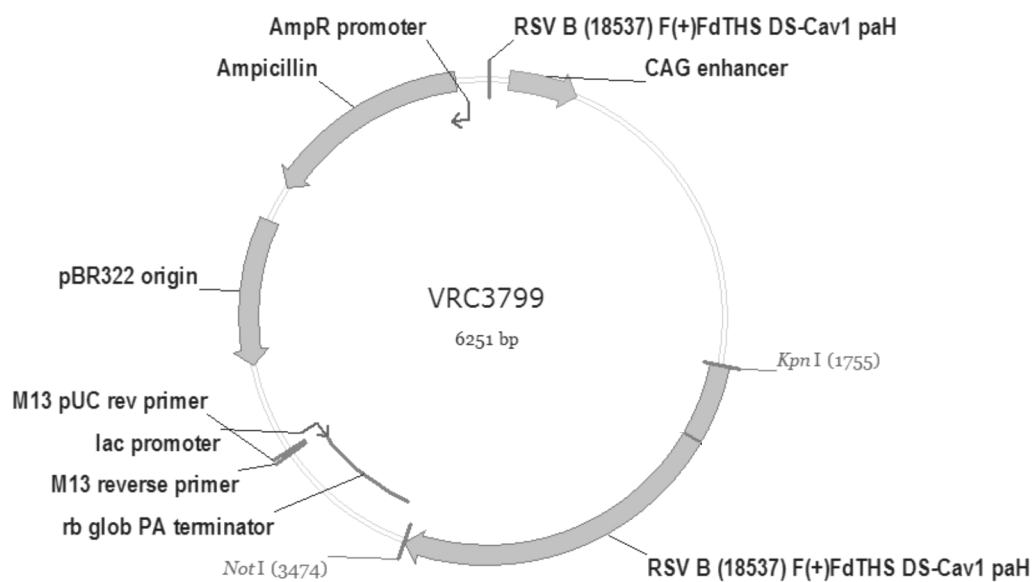 AmpR promoter
RSV B (18537) F(+)FdTHS DS-Cav1 paH
Ampicillin
CAG enhancer
pBR322 origin
VRC3799
6251 bp
KpnI (1755)
M13 pUC rev primer
lac promoter
M13 reverse primer
rb glob PA terminator
NotI (3474)
RSV B (18537) F(+)FdTHS DS-Cav1 paH